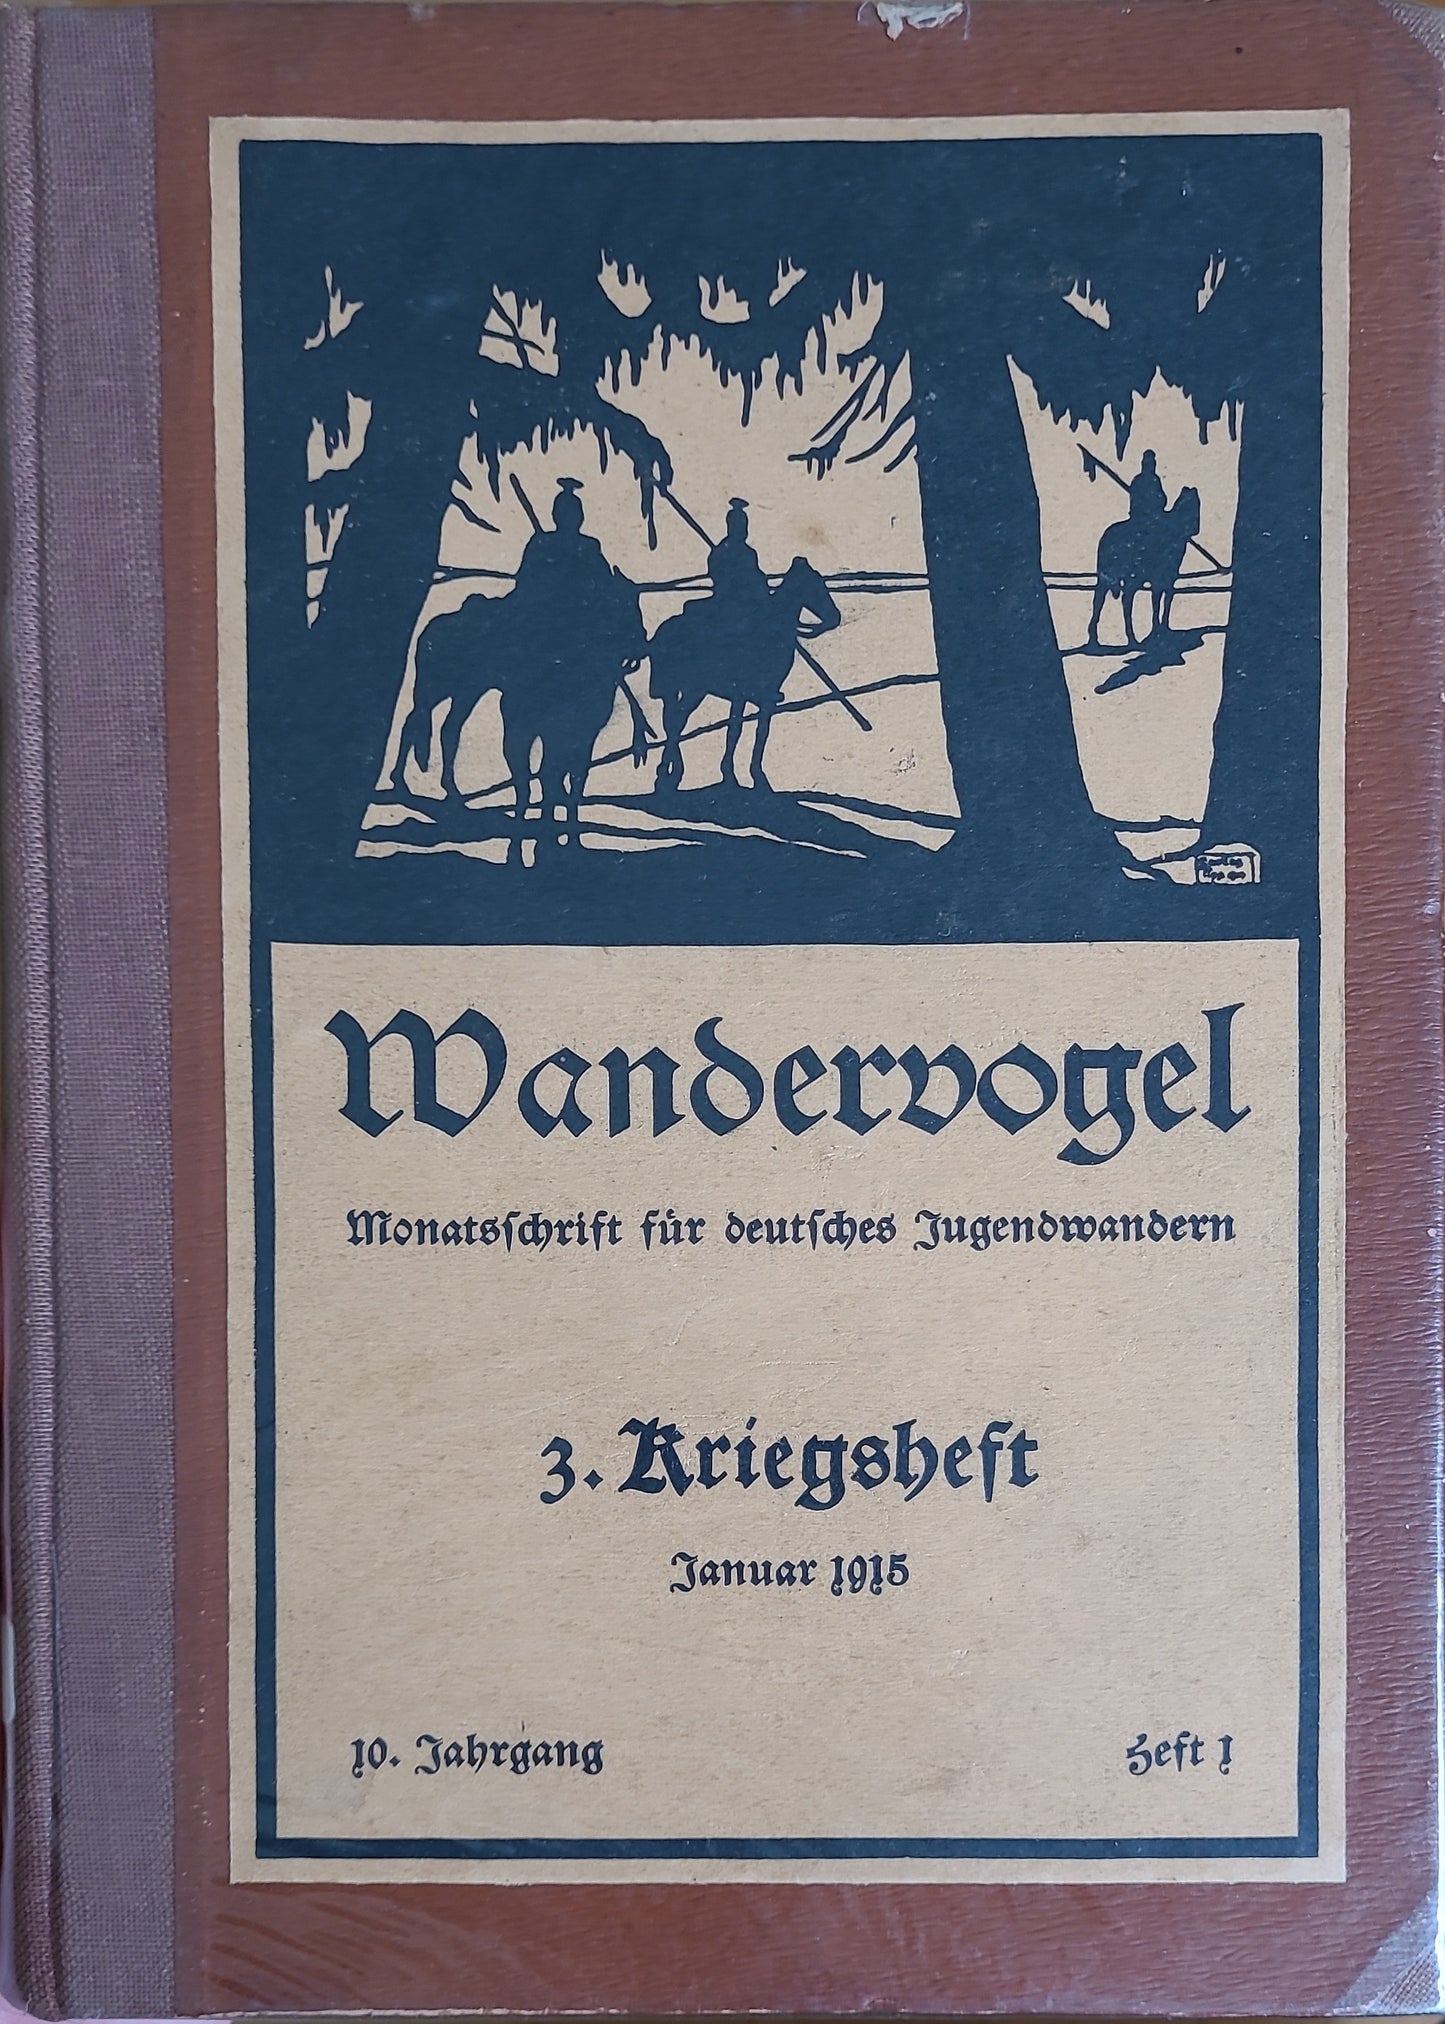 Wandervogel
Monatsschrift für deutsches Jugendwandern
3. Kriegsheft
Januar 1915
10. Jahrgang
Heft 1